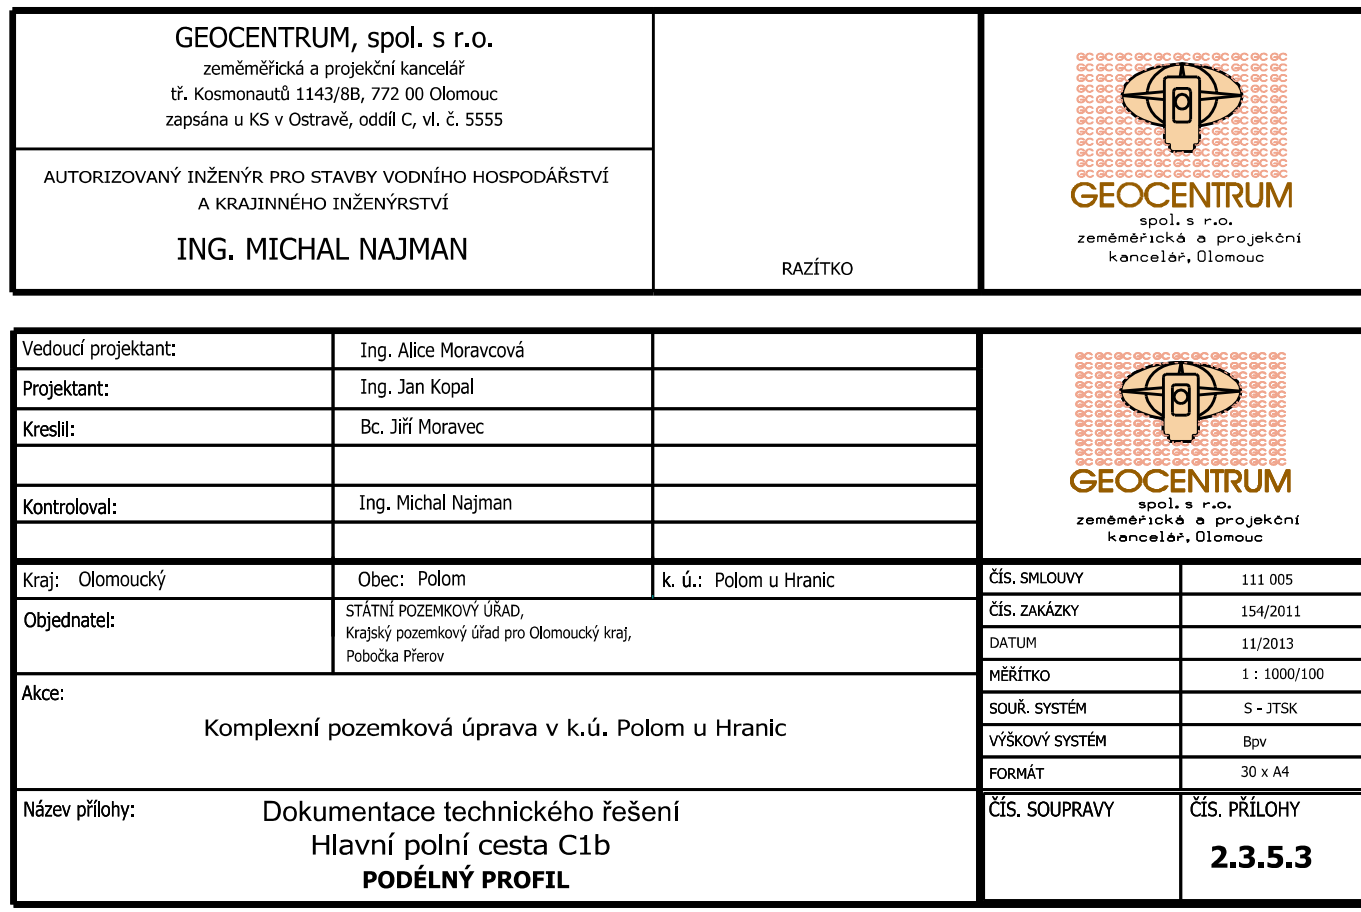 GEOCENTRUM, spol. s r.o.
zeměměřická a projekční kancelář
tř. Kosmonautů 1143/8B, 772 00 Olomouc
zapsána u KS v Ostravě, oddíl C, vl. č. 5555
AUTORIZOVANÝ INŽENÝR PRO STAVBY VODNÍHO HOSPODÁŘSTVÍ
A KRAJINNÉHO INŽENÝRSTVÍ
ING. MICHAL NAJMAN
RAZÍTKO
GEOCENTRUM
spol. s r.o.
zeměměřická a projekční
kancelář, Olomouc
Vedoucí projektant: Ing. Alice Moravcová
Projektant: Ing. Jan Kopal
Kreslil: Bc. Jiří Moravec
Kontroloval: Ing. Michal Najman
GEOCENTRUM
spol. s r.o.
zeměměřická a projekční
kancelář, Olomouc
Kraj: Olomoucký Obec: Polom k. ú.: Polom u Hranic
Objednatel: STÁTNÍ POZEMKOVÝ ÚŘAD,
Krajský pozemkový úřad pro Olomoucký kraj,
Pobočka Přerov
Akce:
Komplexní pozemková úprava v k.ú. Polom u Hranic
Název přílohy: Dokumentace technického řešení
Hlavní polní cesta C1b
PODÉLNÝ PROFIL
ČÍS. SMLOUVY 111 005
ČÍS. ZAKÁZKY 154/2011
DATUM 11/2013
MĚŘÍTKO 1 : 1000/100
SOUŘ. SYSTÉM S - JTSK
VÝŠKOVÝ SYSTÉM Bpv
FORMÁT 30 x A4
ČÍS. SOUPRAVY ČÍS. PŘÍLOHY
2.3.5.3